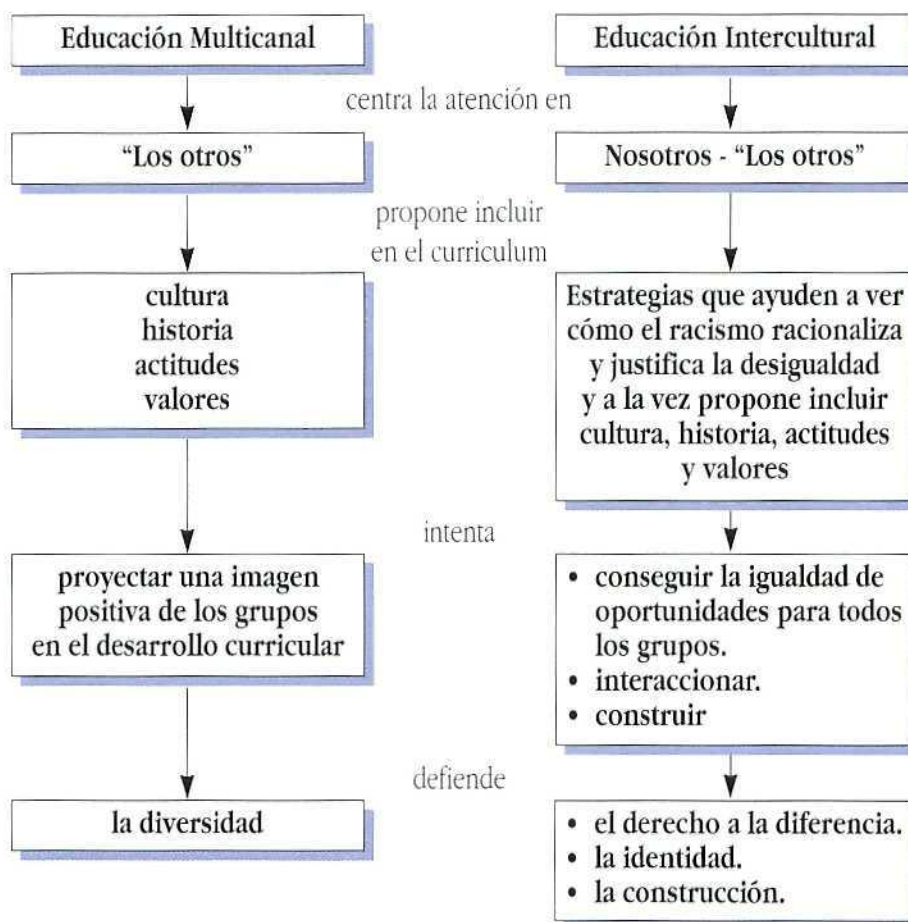 Educación Multicanal
Educación Intercultural
centra la atención en
“Los otros”
Nosotros - “Los otros”
propone incluir
en el curriculum
cultura
historia
actitudes
valores
Estrategias que ayuden a ver
cómo el racismo racionaliza
y justifica la desigualdad
y a la vez propone incluir
cultura, historia, actitudes
y valores
intenta
proyectar una imagen
positiva de los grupos
en el desarrollo curricular
• conseguir la igualdad de
oportunidades para todos
los grupos.
• interaccionar.
• construir
defiende
la diversidad
• el derecho a la diferencia.
• la identidad.
• la construcción.